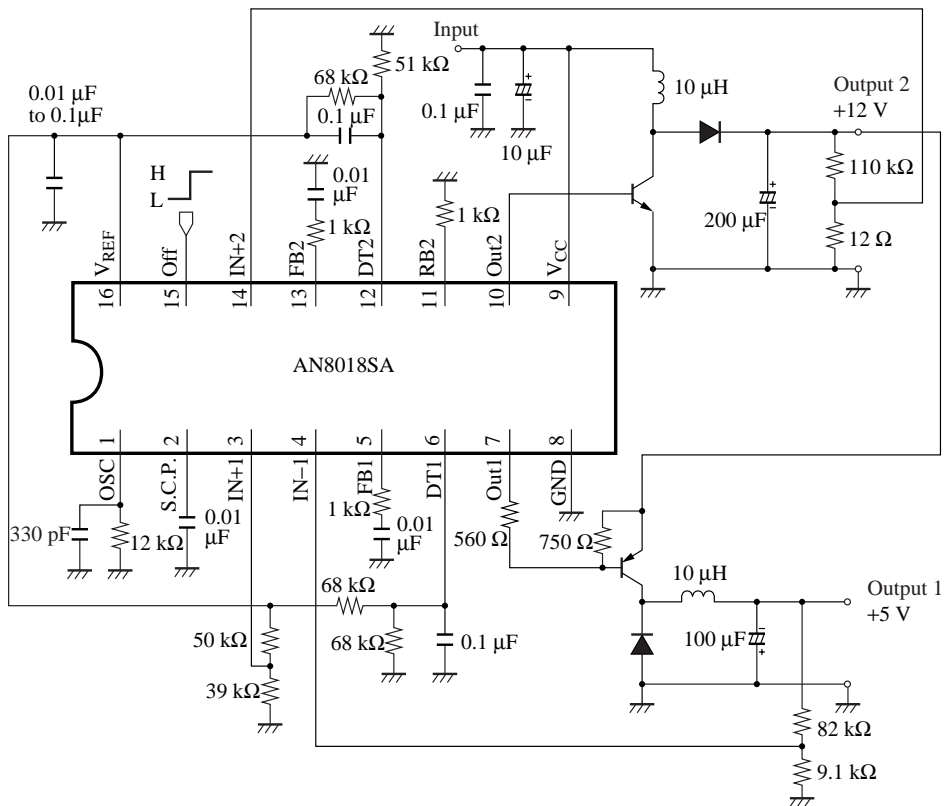 Input
51 kΩ
68 kΩ
0.1 µF
0.01 µF
to 0.1µF
H
L
0.01
µF
1 kΩ
1 kΩ
0.1 µF
10 µF
10 µH
Output 2
+12 V
110 kΩ
200 µF
12 Ω
VREF
Off
IN+2
FB2
DT2
RB2
Out2
VCC
16
15
14
13
12
11
10
9
AN8018SA
1
2
3
4
5
6
7
8
OSC
S.C.P.
IN+1
IN−1
FB1
DT1
Out1
GND
330 pF
12 kΩ
0.01
µF
1 kΩ
0.01
µF
560 Ω
750 Ω
10 µH
Output 1
+5 V
68 kΩ
50 kΩ
68 kΩ
0.1 µF
100 µF
39 kΩ
82 kΩ
9.1 kΩ